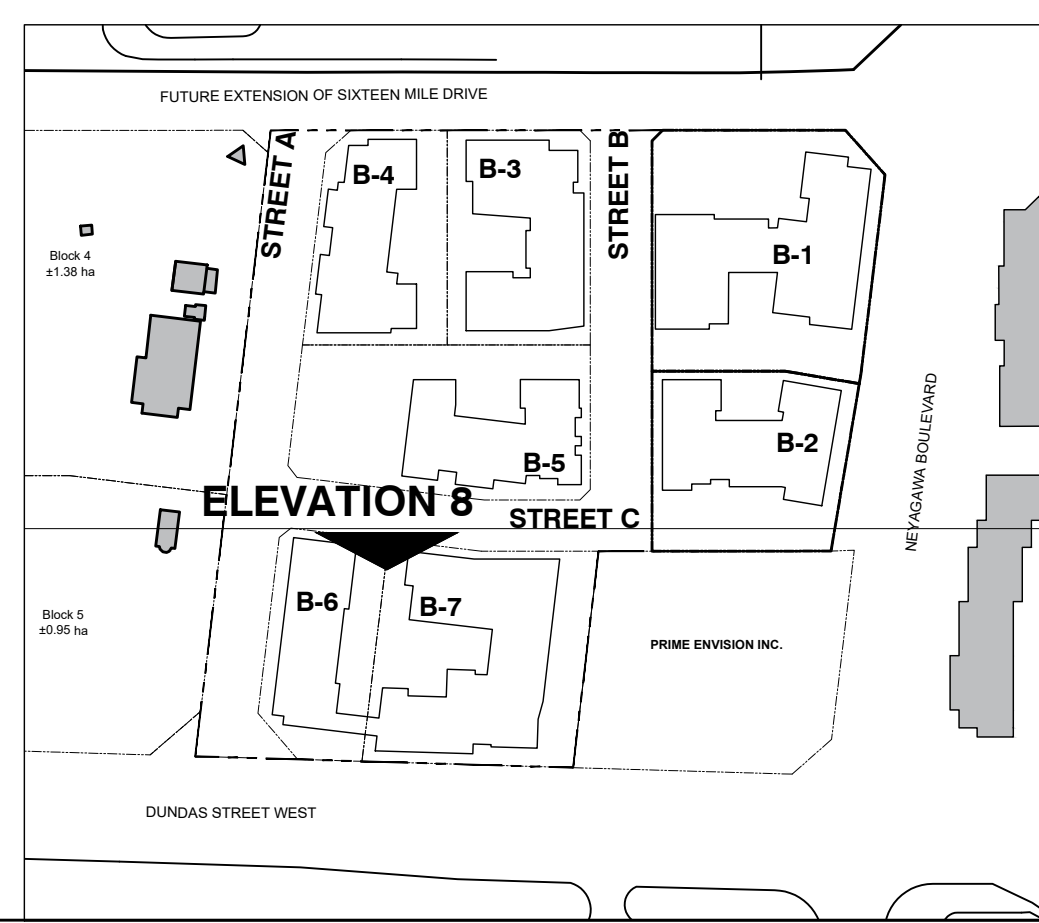 FUTURE EXTENSION OF SIXTEEN MILE DRIVE
STREET A
B-4
B-3
STREET B
B-1
Block 4
±1.38 ha
NEYAGAWA BOULEVARD
B-2
B-5
ELEVATION 8
STREET C
B-6
B-7
Block 5
±0.95 ha
PRIME ENVISION INC.
DUNDAS STREET WEST